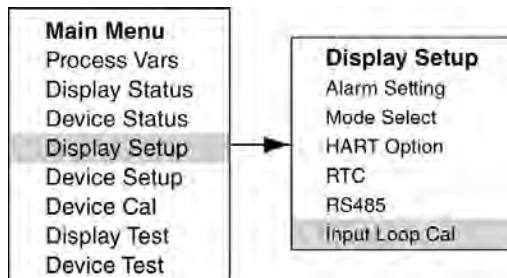 Main Menu
Process Vars
Display Status
Device Status
Display Setup
Device Setup
Device Cal
Display Test
Device Test
Display Setup
Alarm Setting
Mode Select
HART Option
RTC
RS485
Input Loop Cal